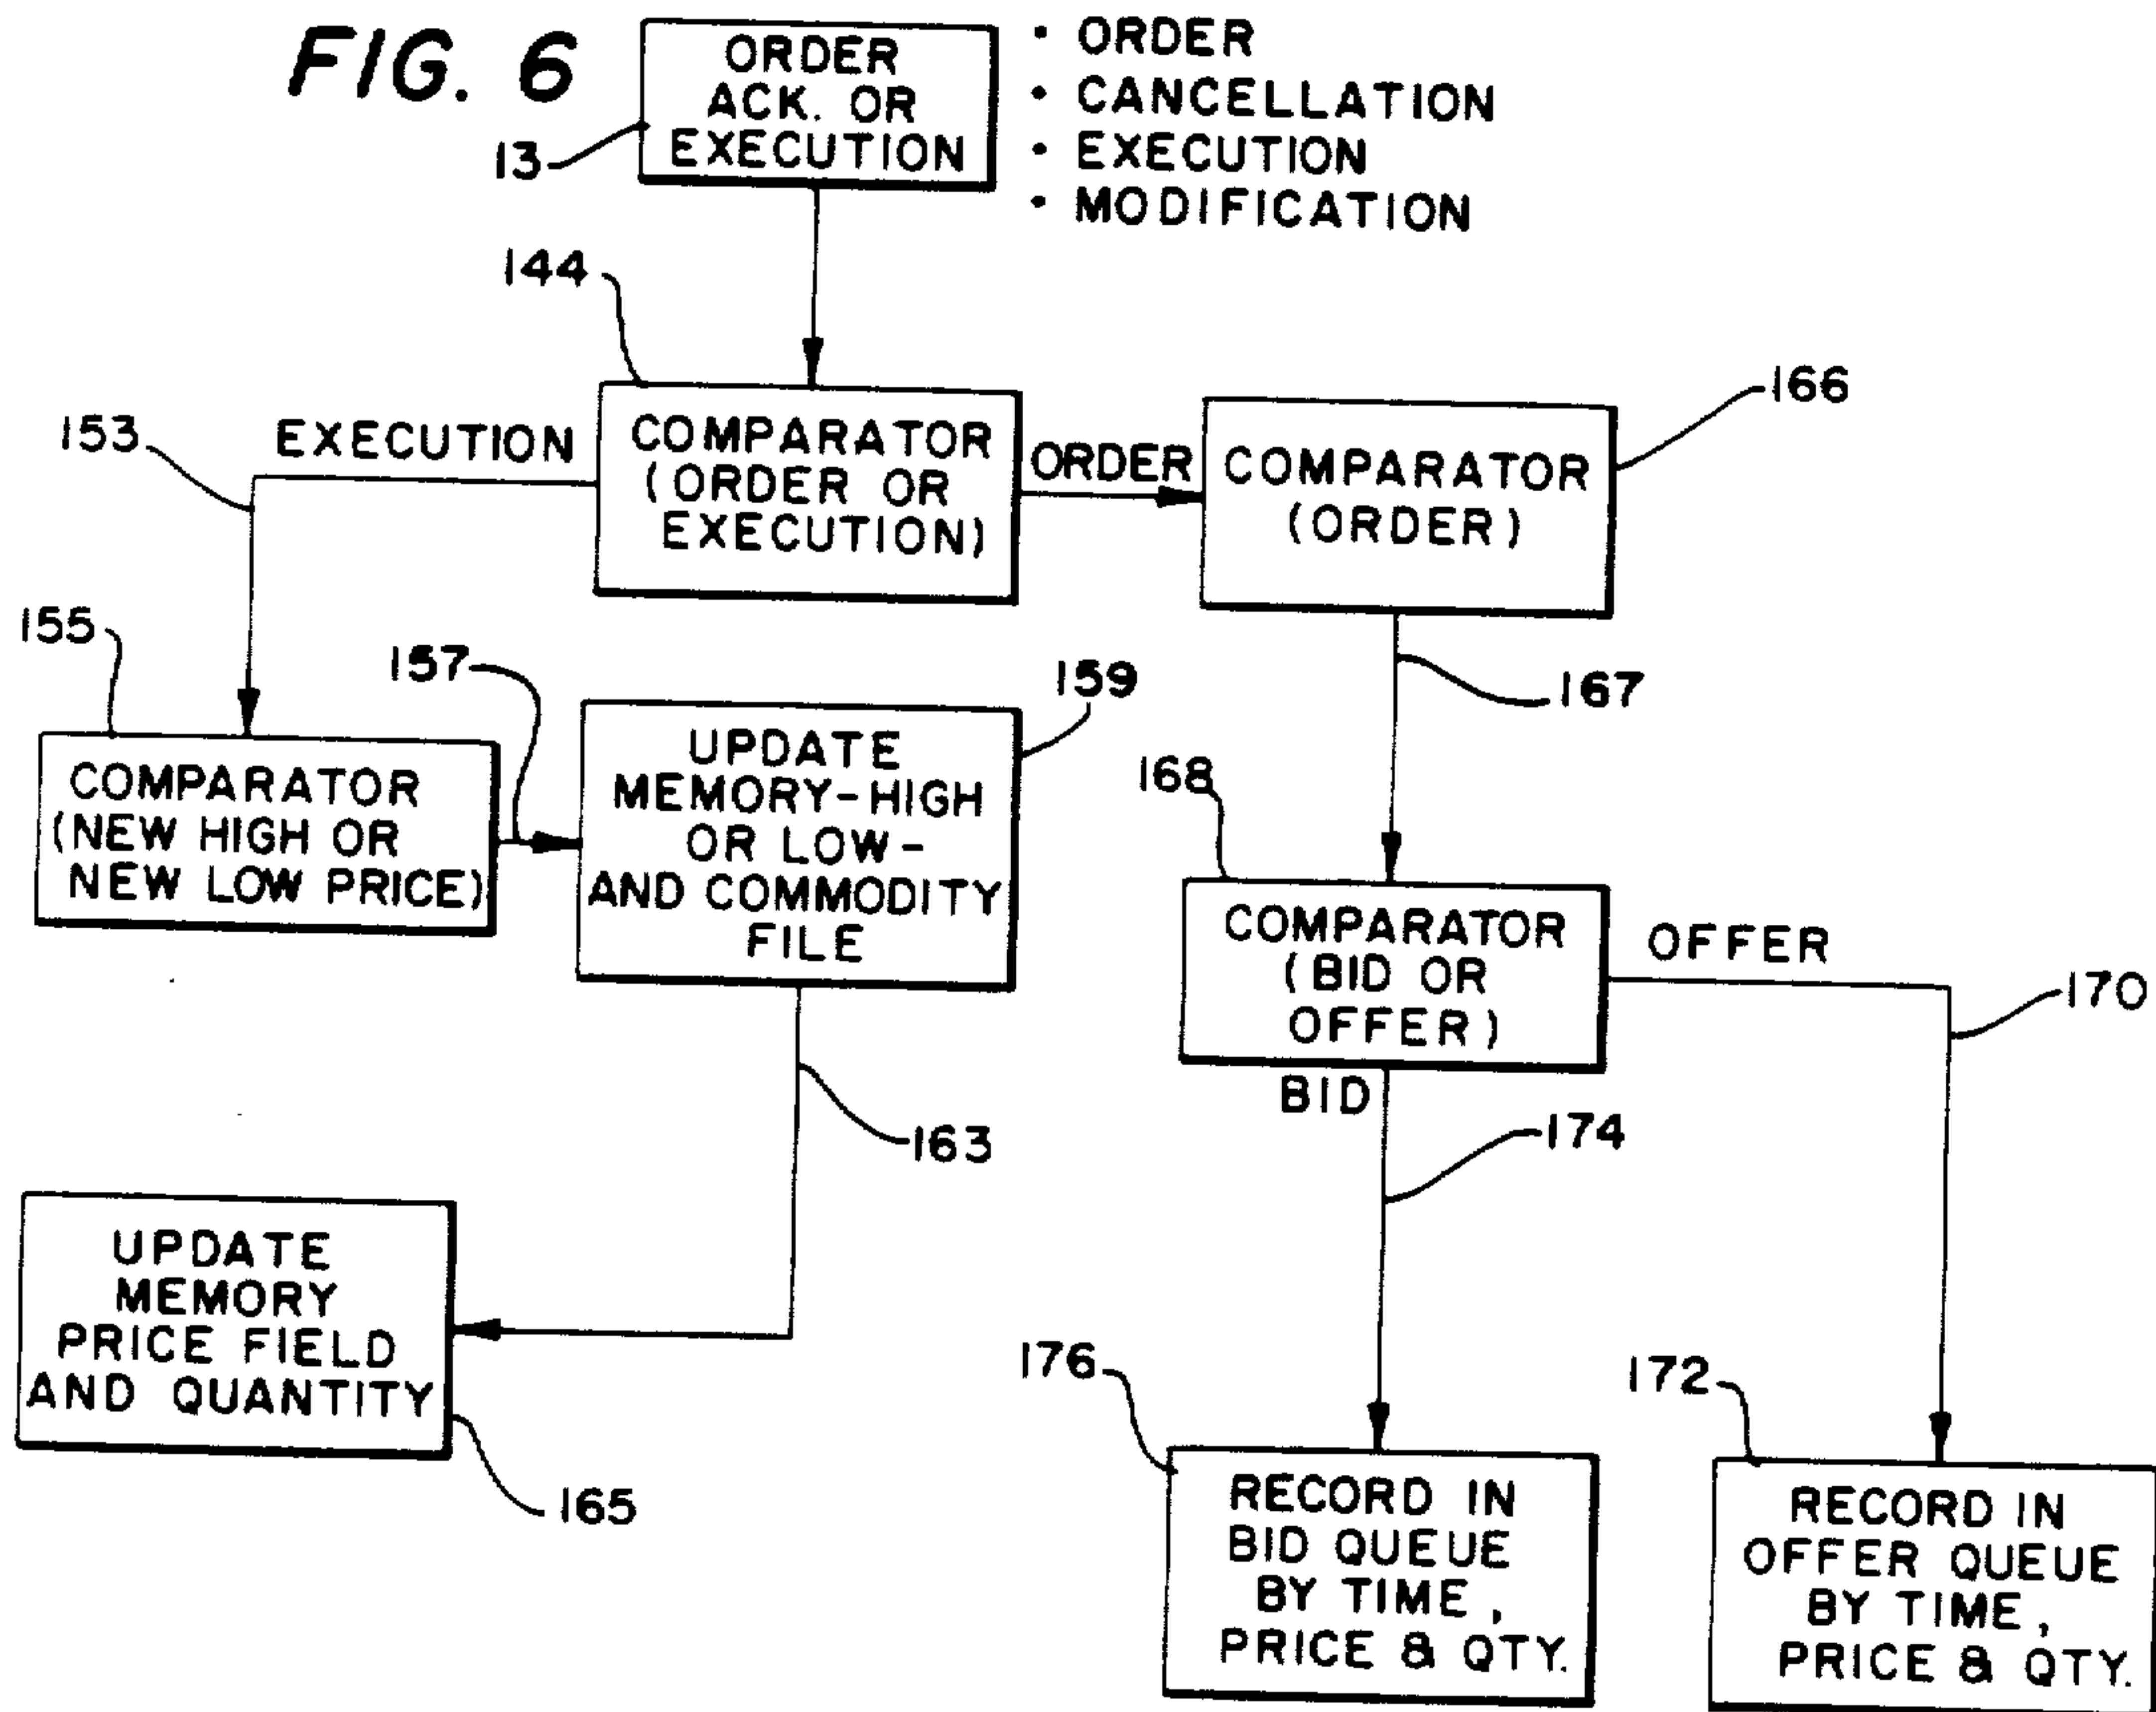 FIG. 6
ORDER
ACK. OR
EXECUTION
13
• ORDER
• CANCELLATION
• EXECUTION
• MODIFICATION
144
153
EXECUTION
COMPARATOR
(ORDER OR
EXECUTION)
ORDER
COMPARATOR
(ORDER)
166
155
157
159
167
COMPARATOR
(NEW HIGH OR
NEW LOW PRICE)
UPDATE
MEMORY-HIGH
OR LOW-
AND COMMODITY
FILE
168
COMPARATOR
(BID OR
OFFER)
OFFER
170
BID
163
174
UPDATE
MEMORY
PRICE FIELD
AND QUANTITY
165
176
172
RECORD IN
BID QUEUE
BY TIME,
PRICE & QTY.
RECORD IN
OFFER QUEUE
BY TIME,
PRICE & QTY.